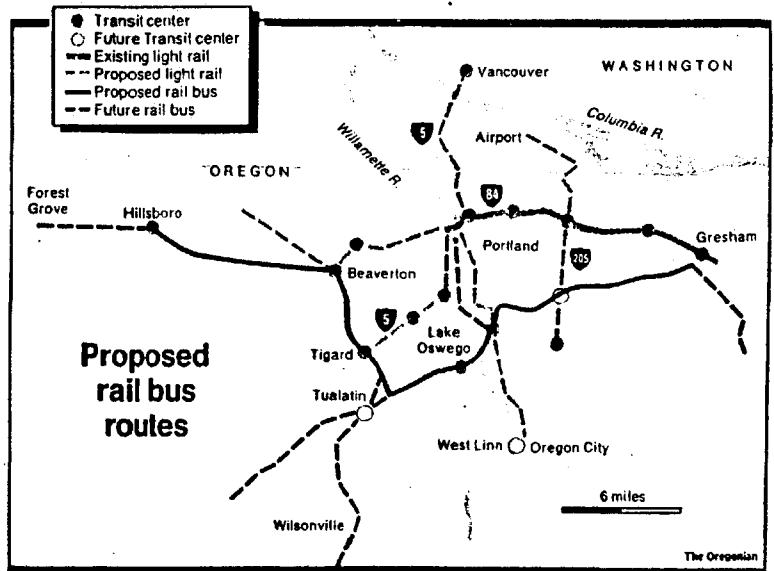 Transit center
Future Transit center
Existing light rail
Proposed light rail
Proposed rail bus
Future rail bus
Vancouver
WASHINGTON
5
Airport
Columbia R.
Willamette R.
OREGON
84
Forest
Grove
Hillsboro
Portland
Gresham
205
Beaverton
5
Lake
Oswego
Tigard
Proposed
rail bus
routes
Tualatin
West Linn
Oregon City
6 miles
Wilsonville
The Oregonian